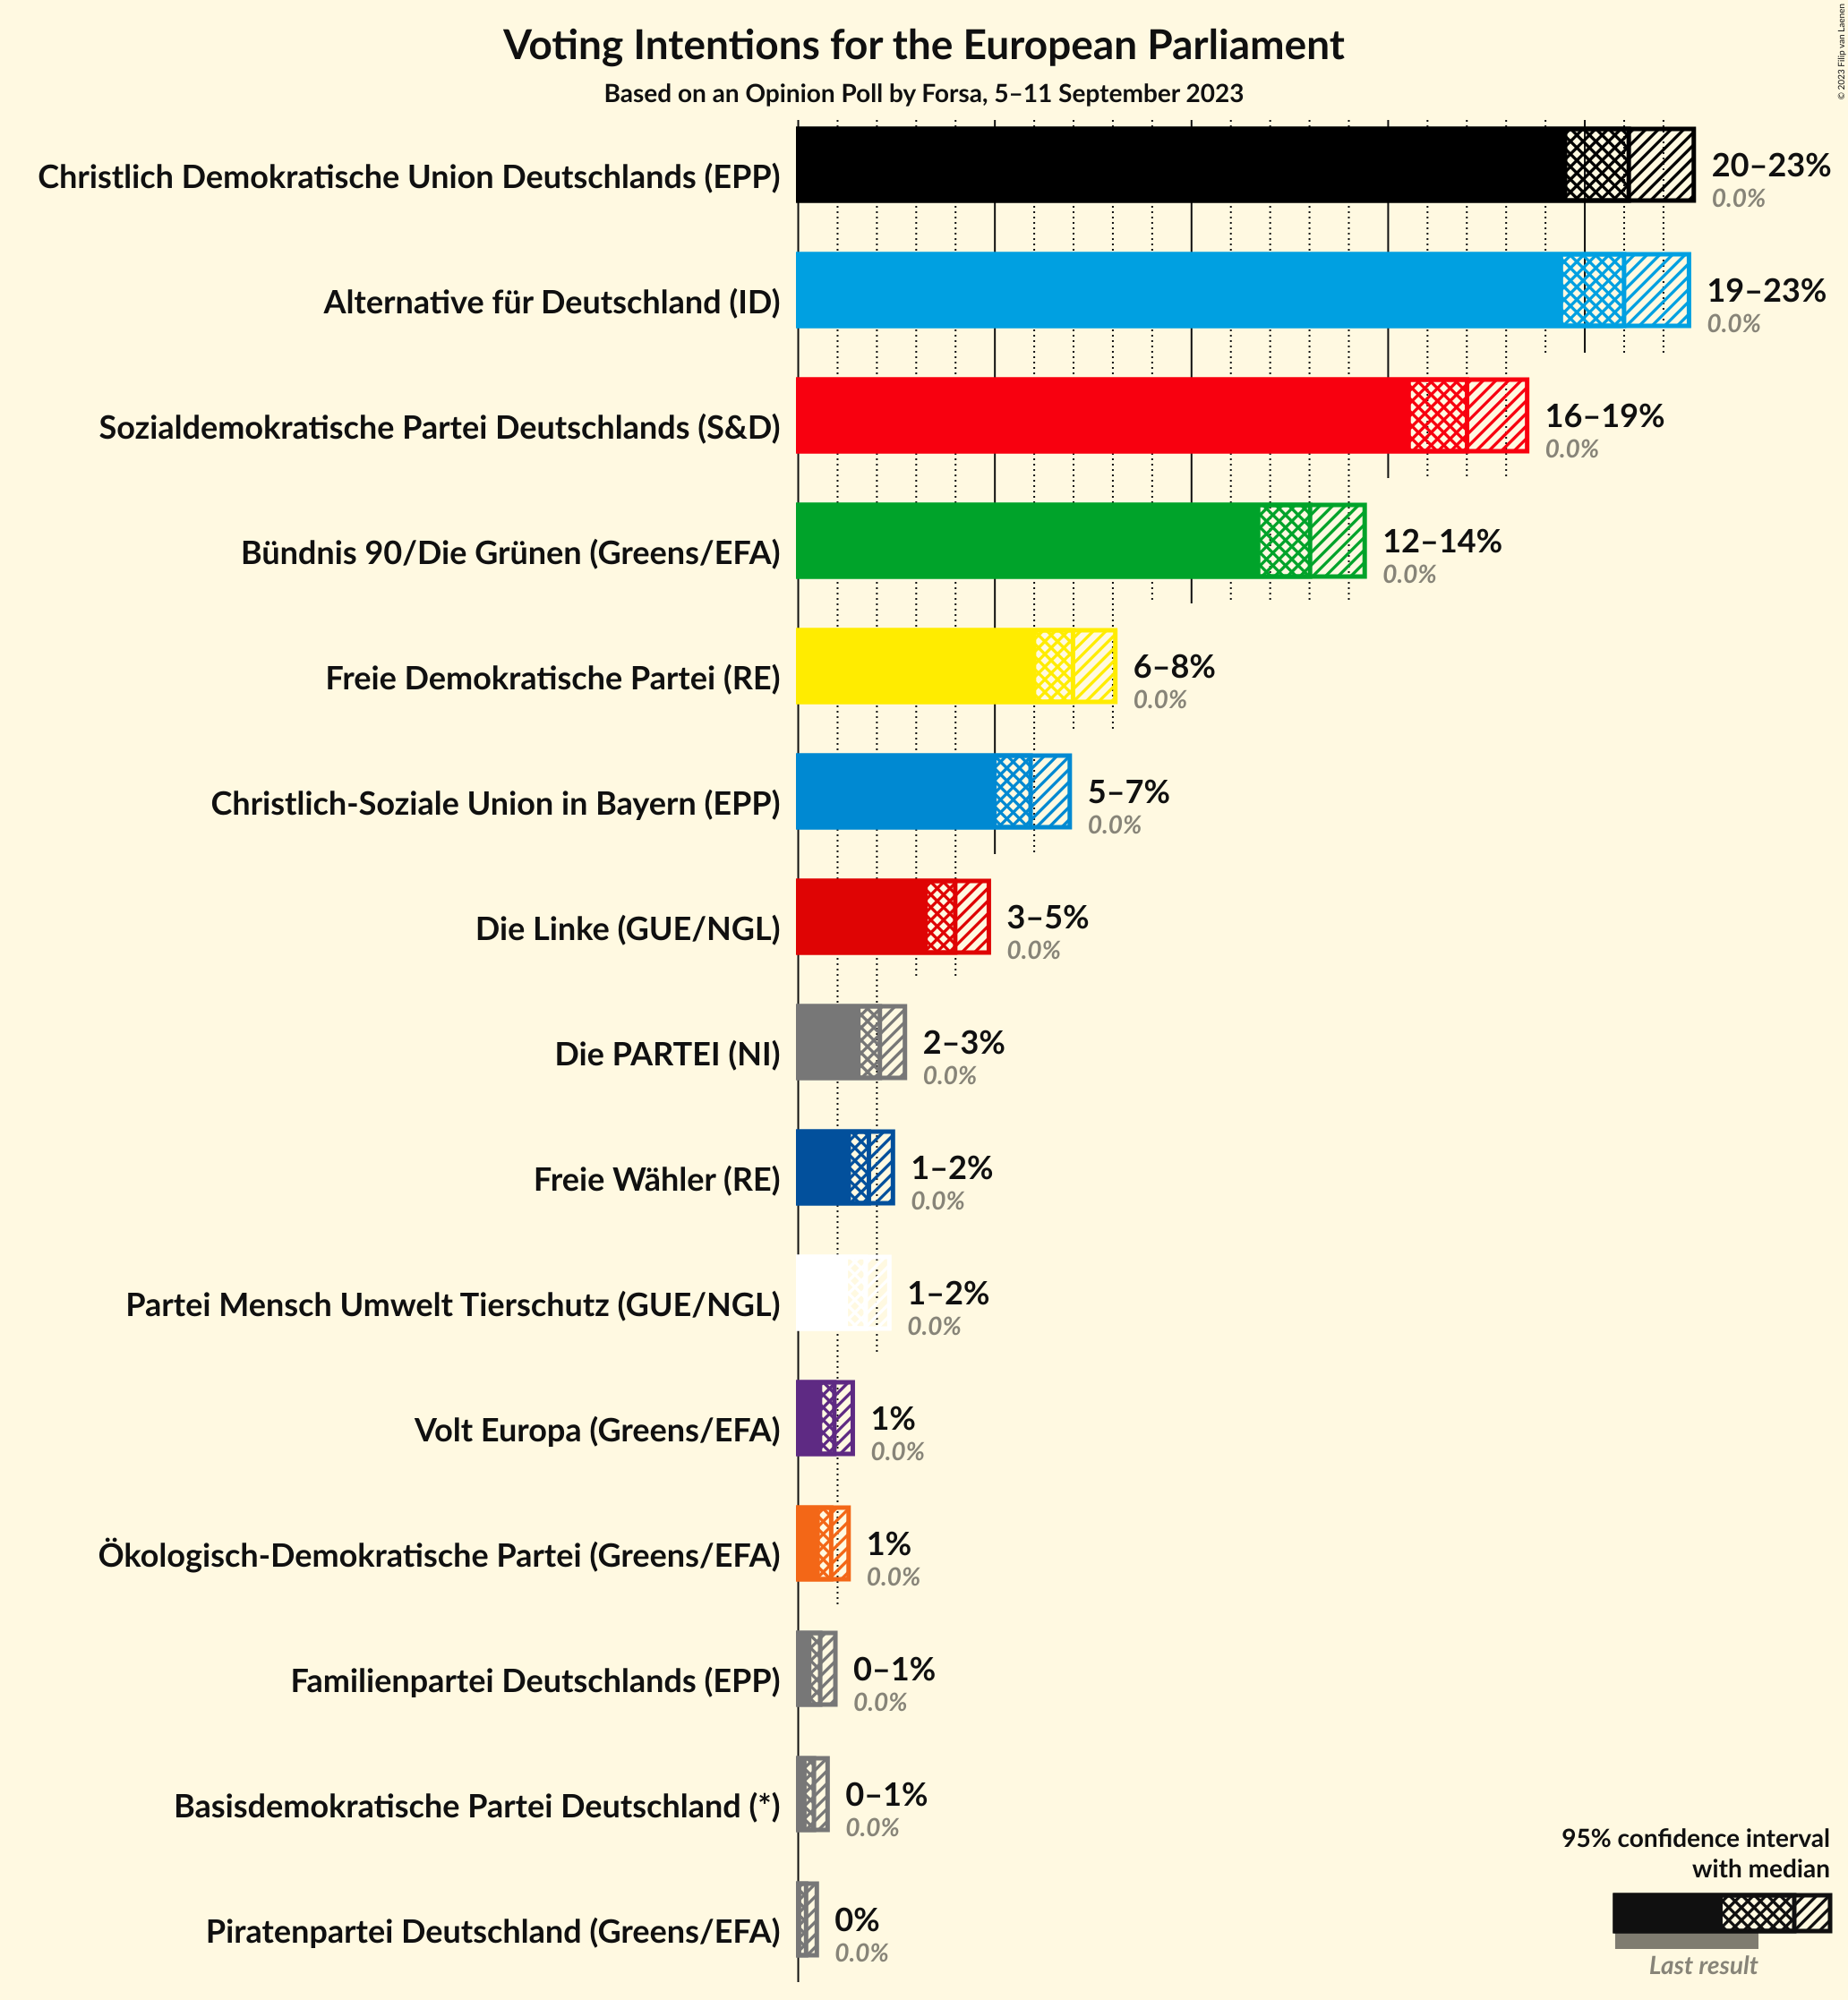 Voting Intentions for the European Parliament
Based on an Opinion Poll by Forsa, 5–11 September 2023
© 2023 Filip van Laenen
Christlich Demokratische Union Deutschlands (EPP)
20–23%
0.0%
Alternative für Deutschland (ID)
19–23%
0.0%
Sozialdemokratische Partei Deutschlands (S&D)
16–19%
0.0%
Bündnis 90/Die Grünen (Greens/EFA)
12–14%
0.0%
Freie Demokratische Partei (RE)
6–8%
0.0%
Christlich-Soziale Union in Bayern (EPP)
5–7%
0.0%
Die Linke (GUE/NGL)
3–5%
0.0%
Die PARTEI (NI)
2–3%
0.0%
Freie Wähler (RE)
1–2%
0.0%
Partei Mensch Umwelt Tierschutz (GUE/NGL)
1–2%
0.0%
Volt Europa (Greens/EFA)
1%
0.0%
Ökologisch-Demokratische Partei (Greens/EFA)
1%
0.0%
Familienpartei Deutschlands (EPP)
0–1%
0.0%
Basisdemokratische Partei Deutschland (*)
0–1%
0.0%
Piratenpartei Deutschland (Greens/EFA)
0%
0.0%
95% confidence interval
with median
Last result